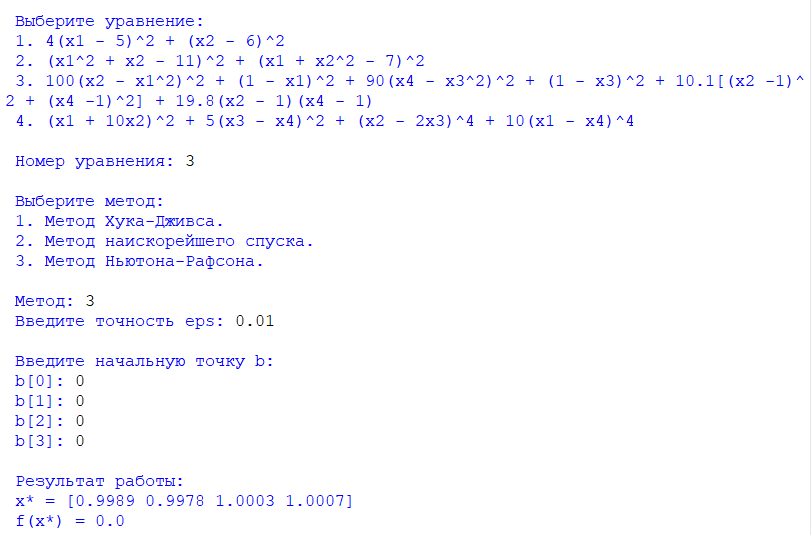 Выберите уравнение:
1. 4(x1 - 5)^2 + (x2 - 6)^2
2. (x1^2 + x2 - 11)^2 + (x1 + x2^2 - 7)^2
3. 100(x2 - x1^2)^2 + (1 - x1)^2 + 90(x4 - x3^2)^2 + (1 - x3)^2 + 10.1[(x2 -1)^
2 + (x4 -1)^2] + 19.8(x2 - 1)(x4 - 1)
4. (x1 + 10x2)^2 + 5(x3 - x4)^2 + (x2 - 2x3)^4 + 10(x1 - x4)^4
Номер уравнения: 3
Выберите метод:
1. Метод Хука-Дживса.
2. Метод наискорейшего спуска.
3. Метод Ньютона-Рафсона.
Метод: 3
Введите точность eps: 0.01
Введите начальную точку b:
b[0]: 0
b[1]: 0
b[2]: 0
b[3]: 0
Результат работы:
x* = [0.9989 0.9978 1.0003 1.0007]
f(x*) = 0.0